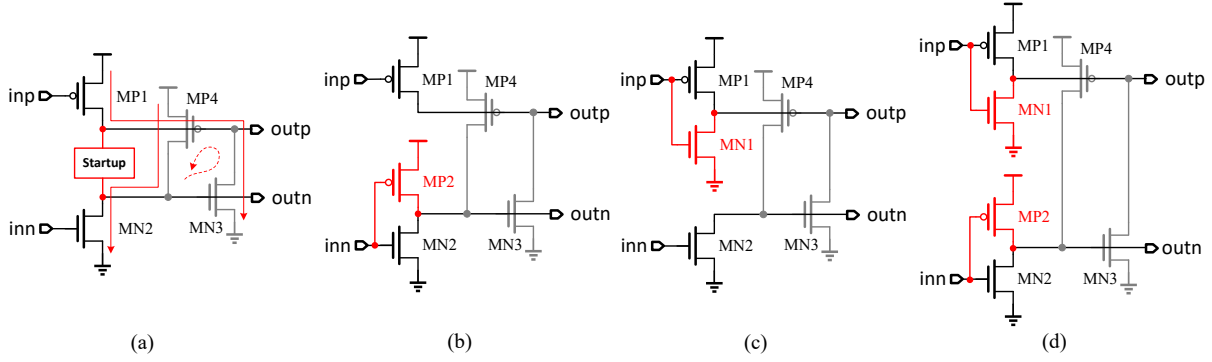 inp
MP1
MP4
outp
Startup
outn
inn
MN2
MN3
(a)
inp
MP1
MP4
outp
MP2
outn
inn
MN2
MN3
(b)
inp
MP1
MP4
outp
MN1
outn
inn
MN2
MN3
(c)
inp
MP1
MP4
outp
MN1
MP2
outn
inn
MN2
MN3
(d)